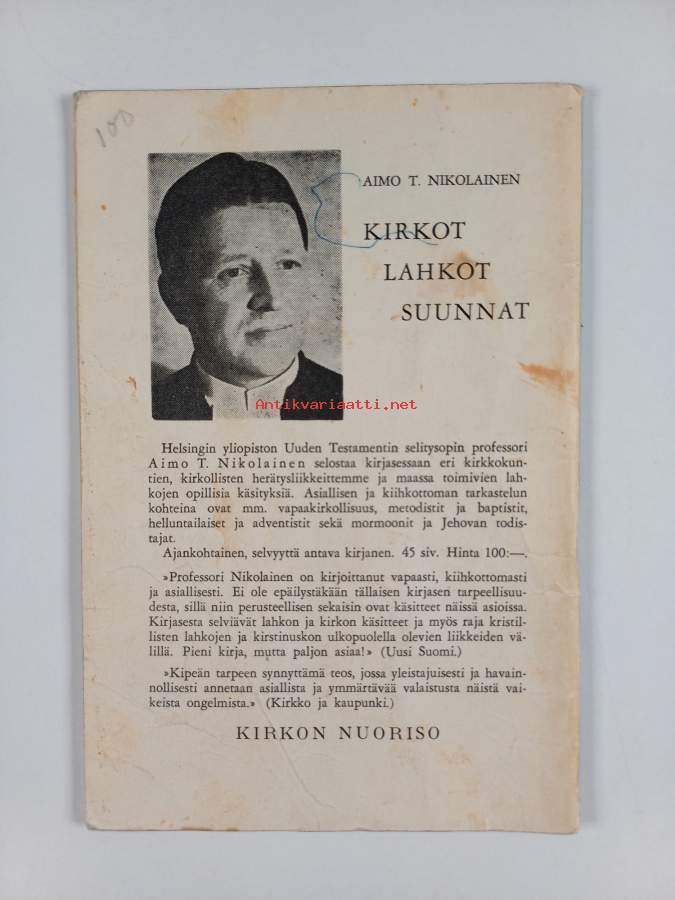 100
AIMO T. NIKOLAINEN
KIRKOT
LAHKOT
SUUNNAT
Antikvariaatti.net
Helsingin yliopiston Uuden Testamentin selitysopin professori
Aimo T. Nikolainen selostaa kirjasessaan eri kirkkokun-
tien, kirkollisten herätysliikkeittemme ja maassa toimivien lah-
kojen opillisia käsityksiä. Asiallisen ja kiihkottoman tarkastelun
kohteina ovat mm. vapaakirkollisuus, metodistit ja baptistit,
helluntailaiset ja adventistit sekä mormoonit ja Jehovan todis-
tajat.
Ajankohtainen, selvyyttä antava kirjanen. 45 siv. Hinta 100:—.
»Professori Nikolainen on kirjoittanut vapaasti, kiihkottomasti
ja asiallisesti. Ei ole epäilystäkään tällaisen kirjasen tarpeellisuu-
desta, sillä niin perusteellisen sekaisin ovat käsitteet näissä asioissa.
Kirjasesta selviävät lahkon ja kirkon käsitteet ja myös raja kristil-
listen lahkojen ja kirstinuskon ulkopuolella olevien liikkeiden vä-
lillä. Pieni kirja, mutta paljon asiaa!» (Uusi Suomi.)
»Kipeän tarpeen synnyttämä teos, jossa yleistajuisesti ja havain-
nollisesti annetaan asiallista ja ymmärtävää valaistusta näistä vai-
keista ongelmista.» (Kirkko ja kaupunki.)
KIRKON NUORISO